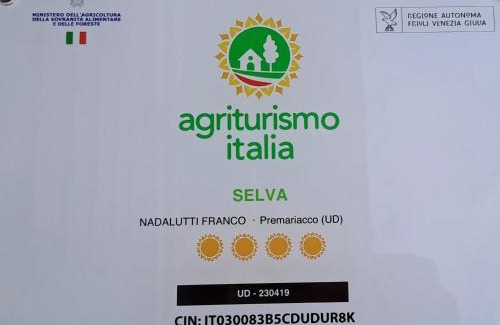 MINISTERO DELL'AGRICOLTURA
DELLA SOVRANITÀ ALIMENTARE
E DELLE FORESTE
REGIONE AUTONOMA
FRIULI VENEZIA GIULIA
agriturismo
italia
SELVA
NADALUTTI FRANCO - Premariacco (UD)
UD - 230419
CIN: IT030083B5CDUDUR8K